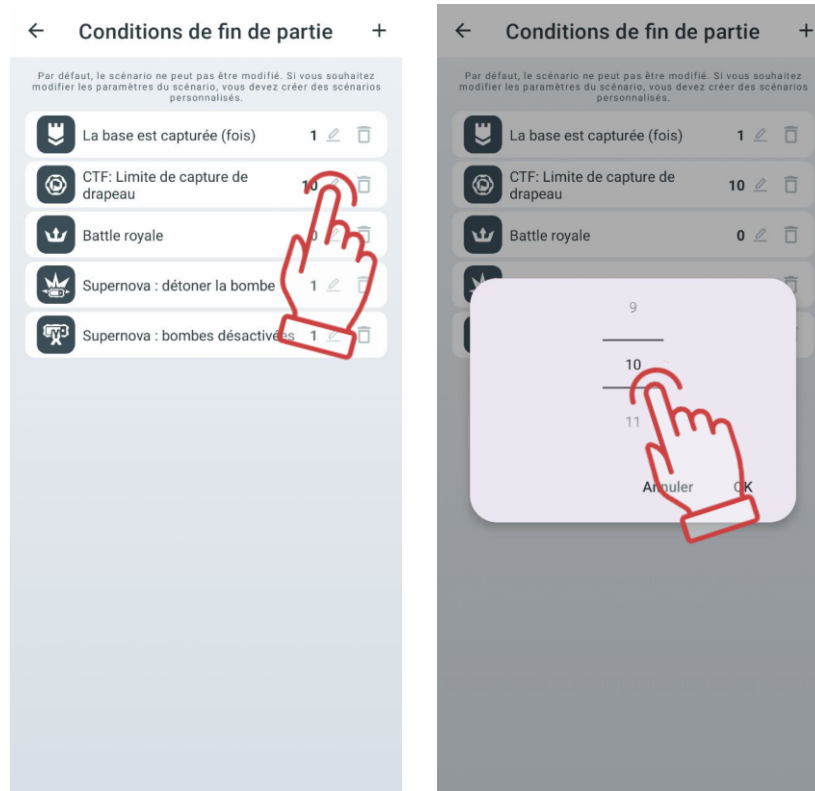 Conditions de fin de partie
Par défaut, le scénario ne peut pas être modifié. Si vous souhaitez
modifier les paramètres du scénario, vous devez créer des scénarios
personnalisés.
La base est capturée (fois) 1
CTF: Limite de capture de
drapeau
10
Battle royale 0
Supernova : détoner la bombe 1
Supernova : bombes désactivées 1
Conditions de fin de partie
Par défaut, le scénario ne peut pas être modifié. Si vous souhaitez
modifier les paramètres du scénario, vous devez créer des scénarios
personnalisés.
La base est capturée (fois) 1
CTF: Limite de capture de
drapeau
10
Battle royale 0
9
10
11
Annuler OK